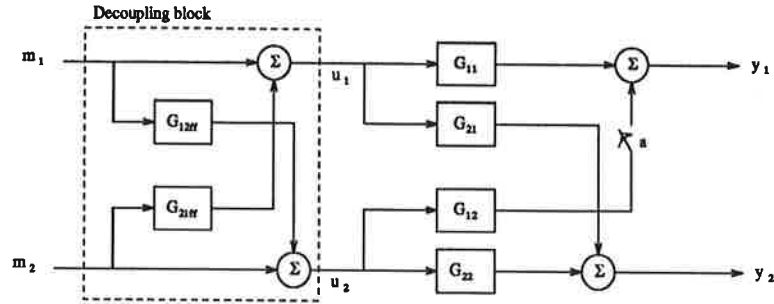 Decoupling block
m₁
Σ
u₁
G₁₁
Σ
y₁
G₁₂ff
G₂₁
a
G₂₁ff
G₁₂
m₂
Σ
u₂
G₂₂
Σ
y₂